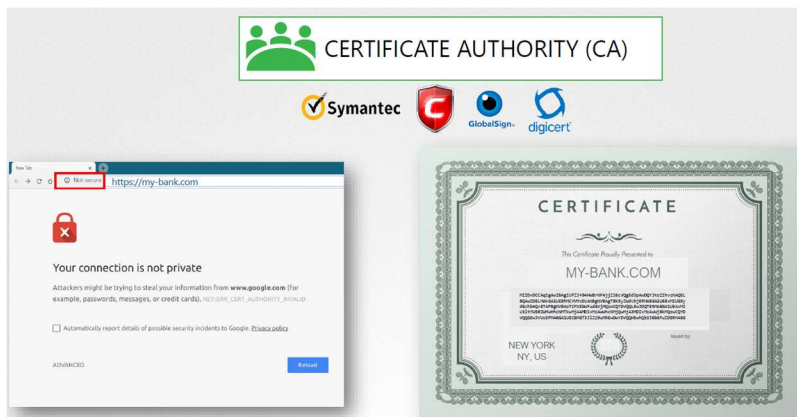 CERTIFICATE AUTHORITY (CA)
Symantec
C
GlobalSign.
digicert
New Tab
Not secure
https://my-bank.com
Your connection is not private
Attackers might be trying to steal your information from www.google.com (for
example, passwords, messages, or credit cards). NET:ERR_CERT_AUTHORITY_INVALID
Automatically report details of possible security incidents to Google. Privacy policy
ADVANCED
Reload
CERTIFICATE
This Certificate Proudly Presented to
MY-BANK.COM
NEW YORK
NY, US
Issued by: